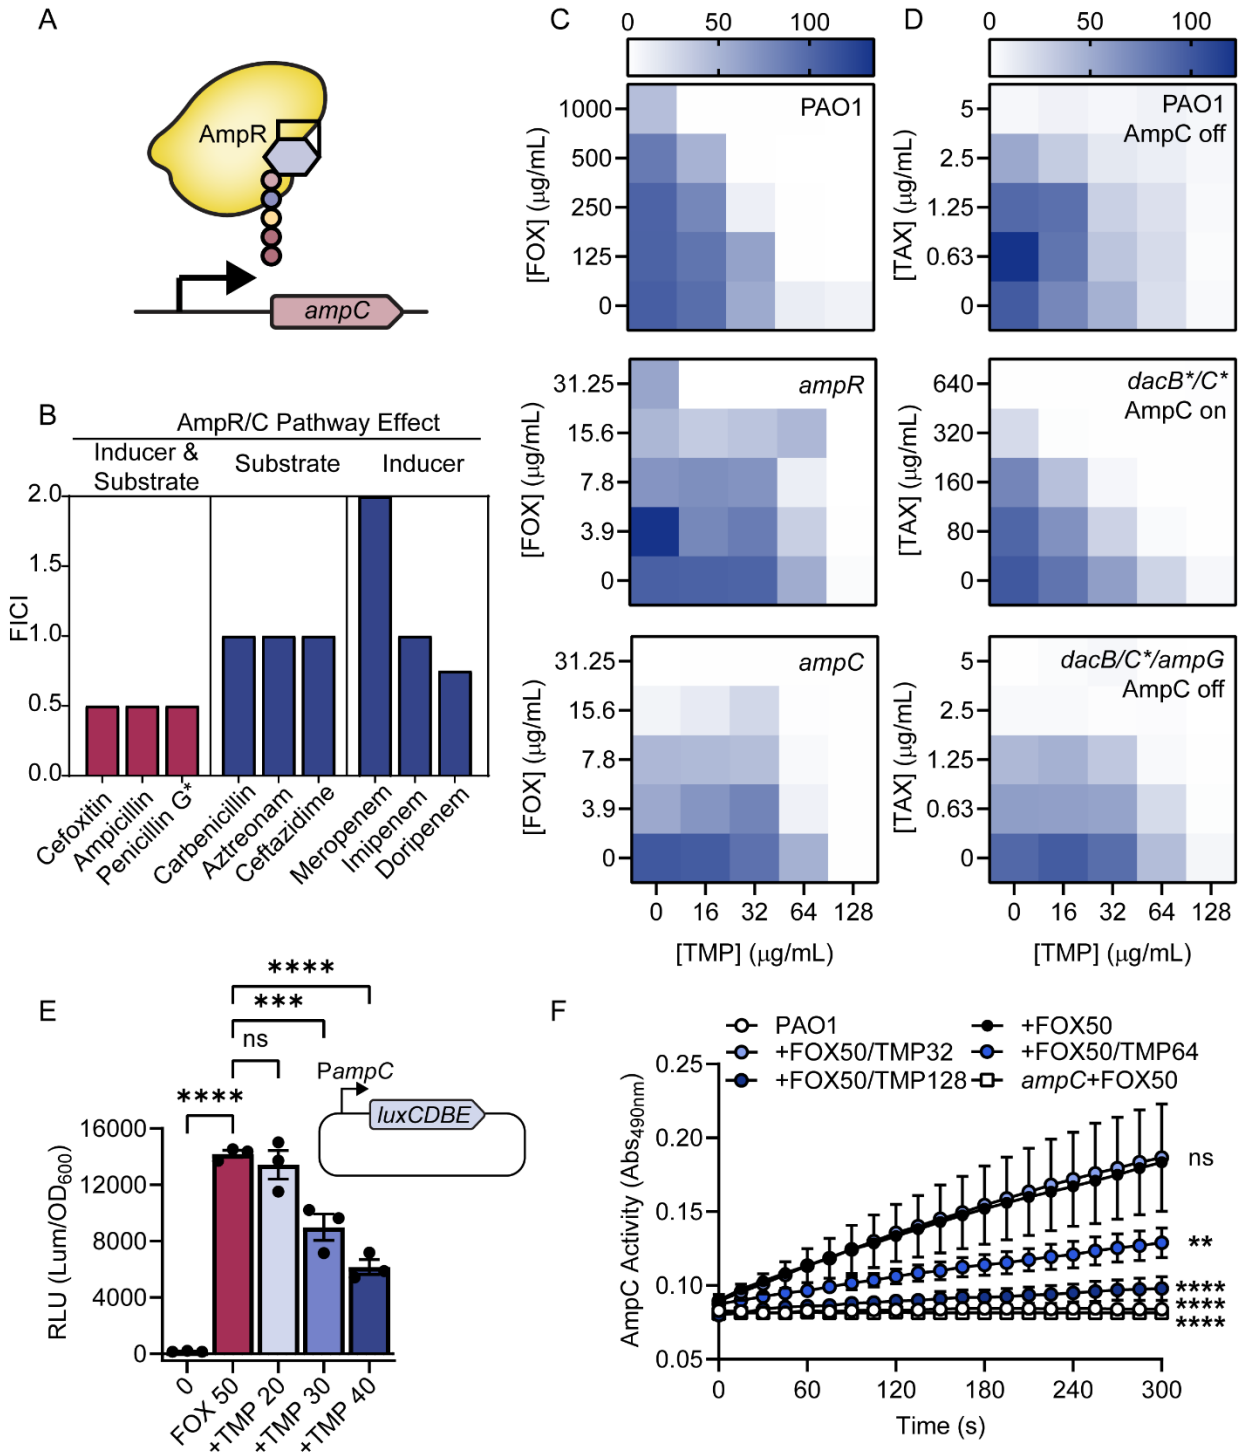 A
AmpR
ampC
B
AmpR/C Pathway Effect
Inducer &
Substrate
Substrate
Inducer
FICI
2.0
1.5
1.0
0.5
0.0
Cefoxitin
Ampicillin
Penicillin G*
Carbenicillin
Aztreonam
Ceftazidime
Meropenem
Imipenem
Doripenem
C
0 50 100
PAO1
[FOX] (µg/mL)
1000
500
250
125
0
ampR
[FOX] (µg/mL)
31.25
15.6
7.8
3.9
0
ampC
[FOX] (µg/mL)
31.25
15.6
7.8
3.9
0
0 16 32 64 128
[TMP] (µg/mL)
D
0 50 100
PAO1
AmpC off
[TAX] (µg/mL)
5
2.5
1.25
0.63
0
dacB*/C*
AmpC on
[TAX] (µg/mL)
640
320
160
80
0
dacB/C*/ampG
AmpC off
[TAX] (µg/mL)
5
2.5
1.25
0.63
0
0 16 32 64 128
[TMP] (µg/mL)
E
****
***
ns
****
PampC
luxCDBE
RLU (Lum/OD600)
16000
12000
8000
4000
0
0
FOX 50
+TMP 20
+TMP 30
+TMP 40
F
PAO1
+FOX50
+FOX50/TMP32
+FOX50/TMP64
+FOX50/TMP128
ampC+FOX50
AmpC Activity (Abs490nm)
0.25
0.20
0.15
0.10
0.05
ns
**
****
****
****
0 60 120 180 240 300
Time (s)